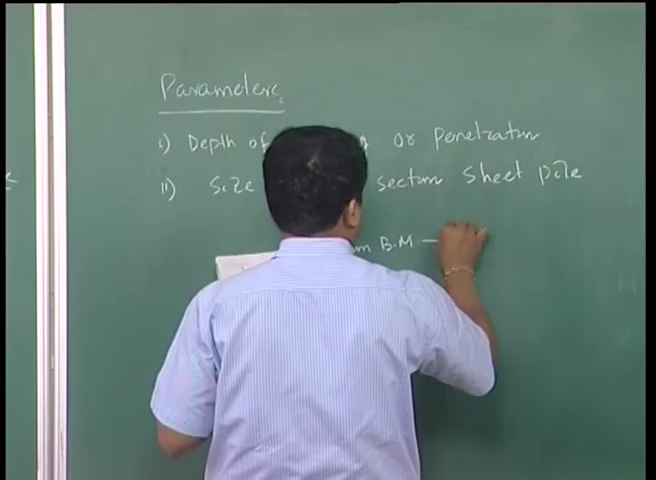 Parameters
i) Depth of or Penetration
ii) Size section sheet pile
B.M —